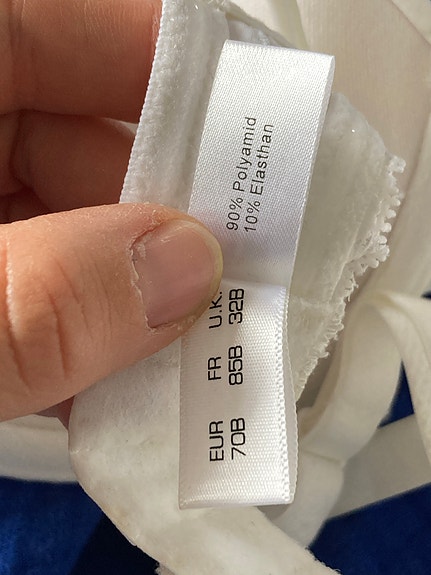 90% Polyamid
10% Elasthan
EUR FR U.K.
70B 85B 32B